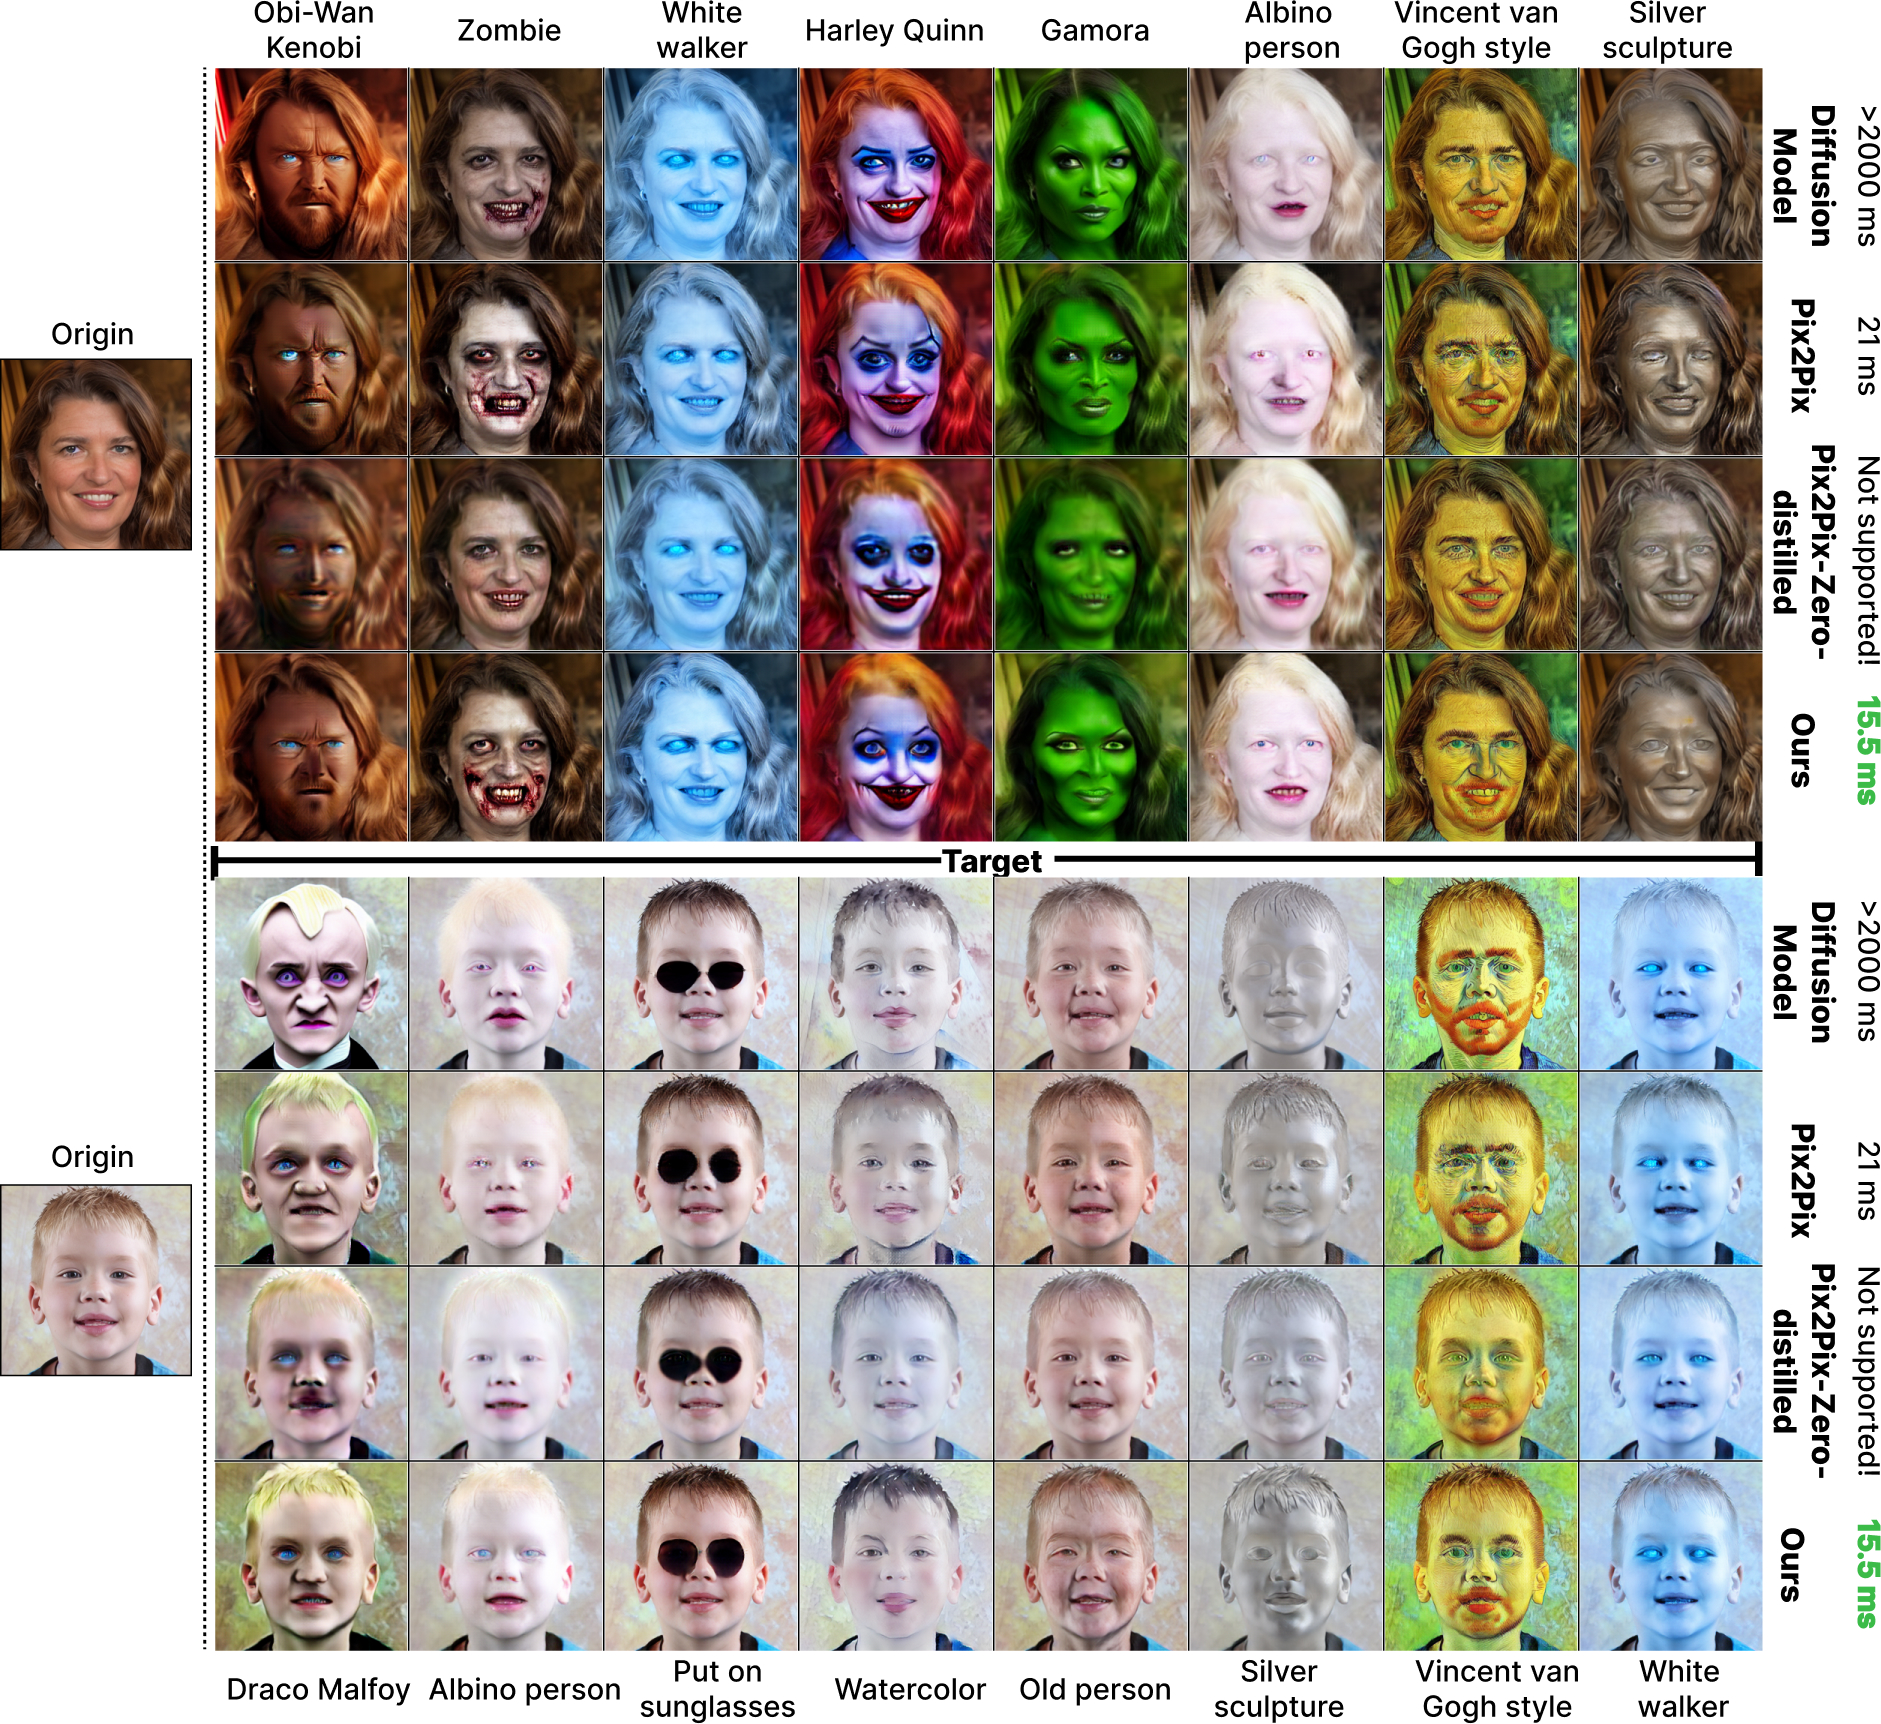 Obi-Wan
Kenobi
Zombie
White
walker
Harley Quinn
Gamora
Albino
person
Vincent van
Gogh style
Silver
sculpture
Origin
Diffusion
Model
>2000 ms
Pix2Pix
21 ms
Pix2Pix-Zero-
distilled
Not supported!
Ours
15.5 ms
Target
Origin
Diffusion
Model
>2000 ms
Pix2Pix
21 ms
Pix2Pix-Zero-
distilled
Not supported!
Ours
15.5 ms
Draco Malfoy
Albino person
Put on
sunglasses
Watercolor
Old person
Silver
sculpture
Vincent van
Gogh style
White
walker